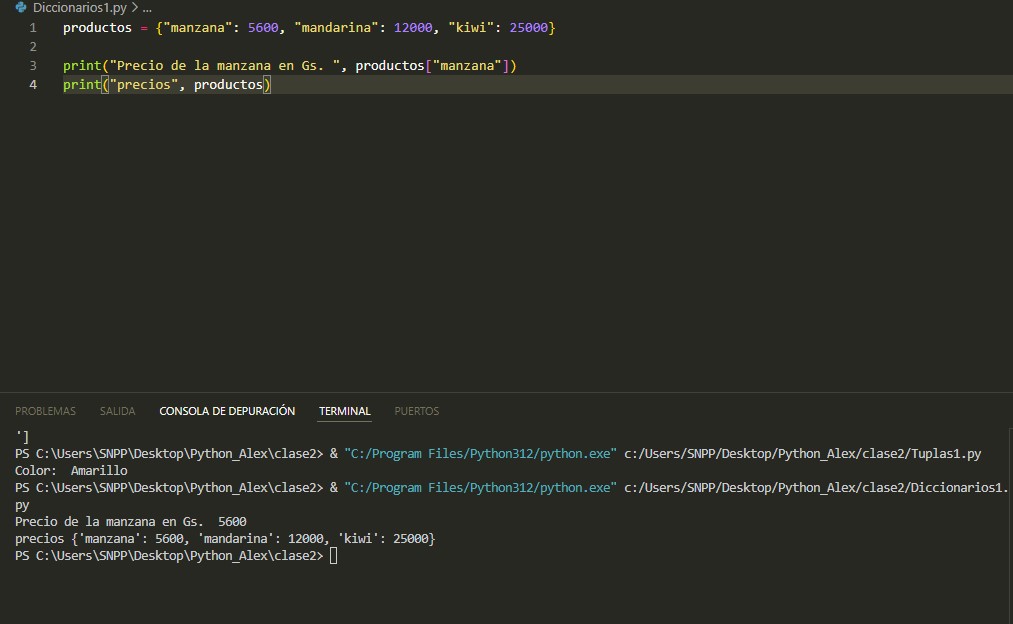 Diccionarios1.py > ...
1 productos = {"manzana": 5600, "mandarina": 12000, "kiwi": 25000}
2
3 print("Precio de la manzana en Gs. ", productos["manzana"])
4 print("precios", productos)
PROBLEMAS SALIDA CONSOLA DE DEPURACIÓN TERMINAL PUERTOS
']
PS C:\Users\SNPP\Desktop\Python_Alex\clase2> & "C:/Program Files/Python312/python.exe" c:/Users/SNPP/Desktop/Python_Alex/clase2/Tuplas1.py
Color:  Amarillo
PS C:\Users\SNPP\Desktop\Python_Alex\clase2> & "C:/Program Files/Python312/python.exe" c:/Users/SNPP/Desktop/Python_Alex/clase2/Diccionarios1.
py
Precio de la manzana en Gs.  5600
precios {'manzana': 5600, 'mandarina': 12000, 'kiwi': 25000}
PS C:\Users\SNPP\Desktop\Python_Alex\clase2>